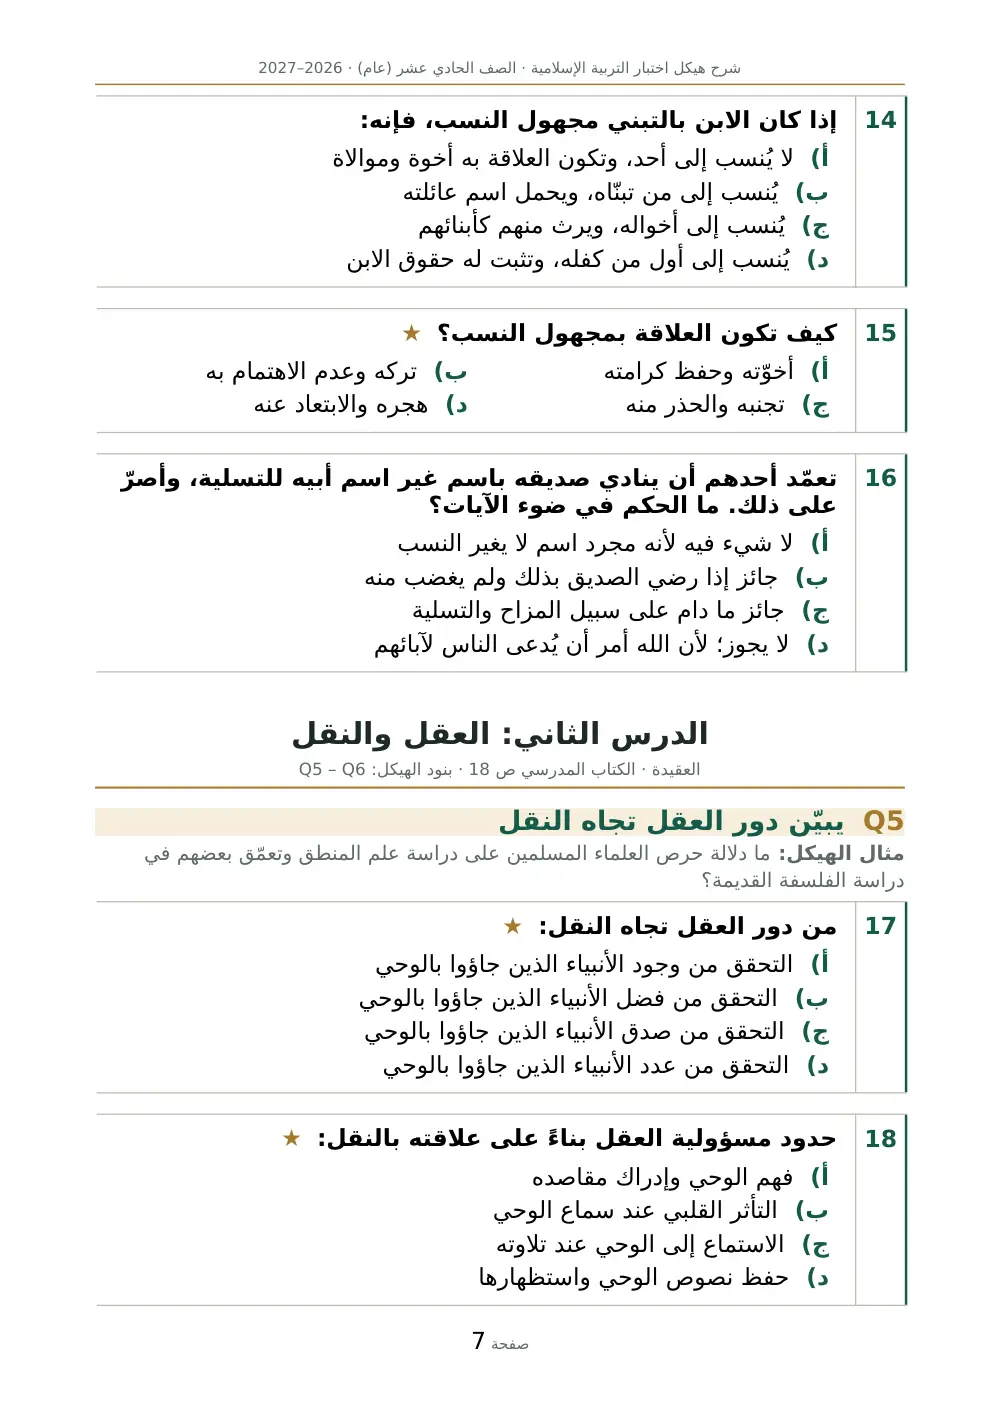 شرح هيكل اختبار التربية الإسلامية · الصف الحادي عشر (عام) · 2026–2027
14
إذا كان الابن بالتبني مجهول النسب، فإنه:
أ) لا يُنسب إلى أحد، وتكون العلاقة به أخوة وموالاة
ب) يُنسب إلى من تبنّاه، ويحمل اسم عائلته
ج) يُنسب إلى أخواله، ويرث منهم كأبنائهم
د) يُنسب إلى أول من كفله، وتثبت له حقوق الابن
15
كيف تكون العلاقة بمجهول النسب؟ ★
أ) أخوّته وحفظ كرامته ب) تركه وعدم الاهتمام به
ج) تجنبه والحذر منه د) هجره والابتعاد عنه
16
تعمّد أحدهم أن ينادي صديقه باسم غير اسم أبيه للتسلية، وأصرّ
على ذلك. ما الحكم في ضوء الآيات؟
أ) لا شيء فيه لأنه مجرد اسم لا يغير النسب
ب) جائز إذا رضي الصديق بذلك ولم يغضب منه
ج) جائز ما دام على سبيل المزاح والتسلية
د) لا يجوز؛ لأن الله أمر أن يُدعى الناس لآبائهم
الدرس الثاني: العقل والنقل
العقيدة · الكتاب المدرسي ص 18 · بنود الهيكل: Q5 – Q6
Q5 يبيّن دور العقل تجاه النقل
مثال الهيكل: ما دلالة حرص العلماء المسلمين على دراسة علم المنطق وتعمّق بعضهم في
دراسة الفلسفة القديمة؟
17
من دور العقل تجاه النقل: ★
أ) التحقق من وجود الأنبياء الذين جاؤوا بالوحي
ب) التحقق من فضل الأنبياء الذين جاؤوا بالوحي
ج) التحقق من صدق الأنبياء الذين جاؤوا بالوحي
د) التحقق من عدد الأنبياء الذين جاؤوا بالوحي
18
حدود مسؤولية العقل بناءً على علاقته بالنقل: ★
أ) فهم الوحي وإدراك مقاصده
ب) التأثر القلبي عند سماع الوحي
ج) الاستماع إلى الوحي عند تلاوته
د) حفظ نصوص الوحي واستظهارها
صفحة 7